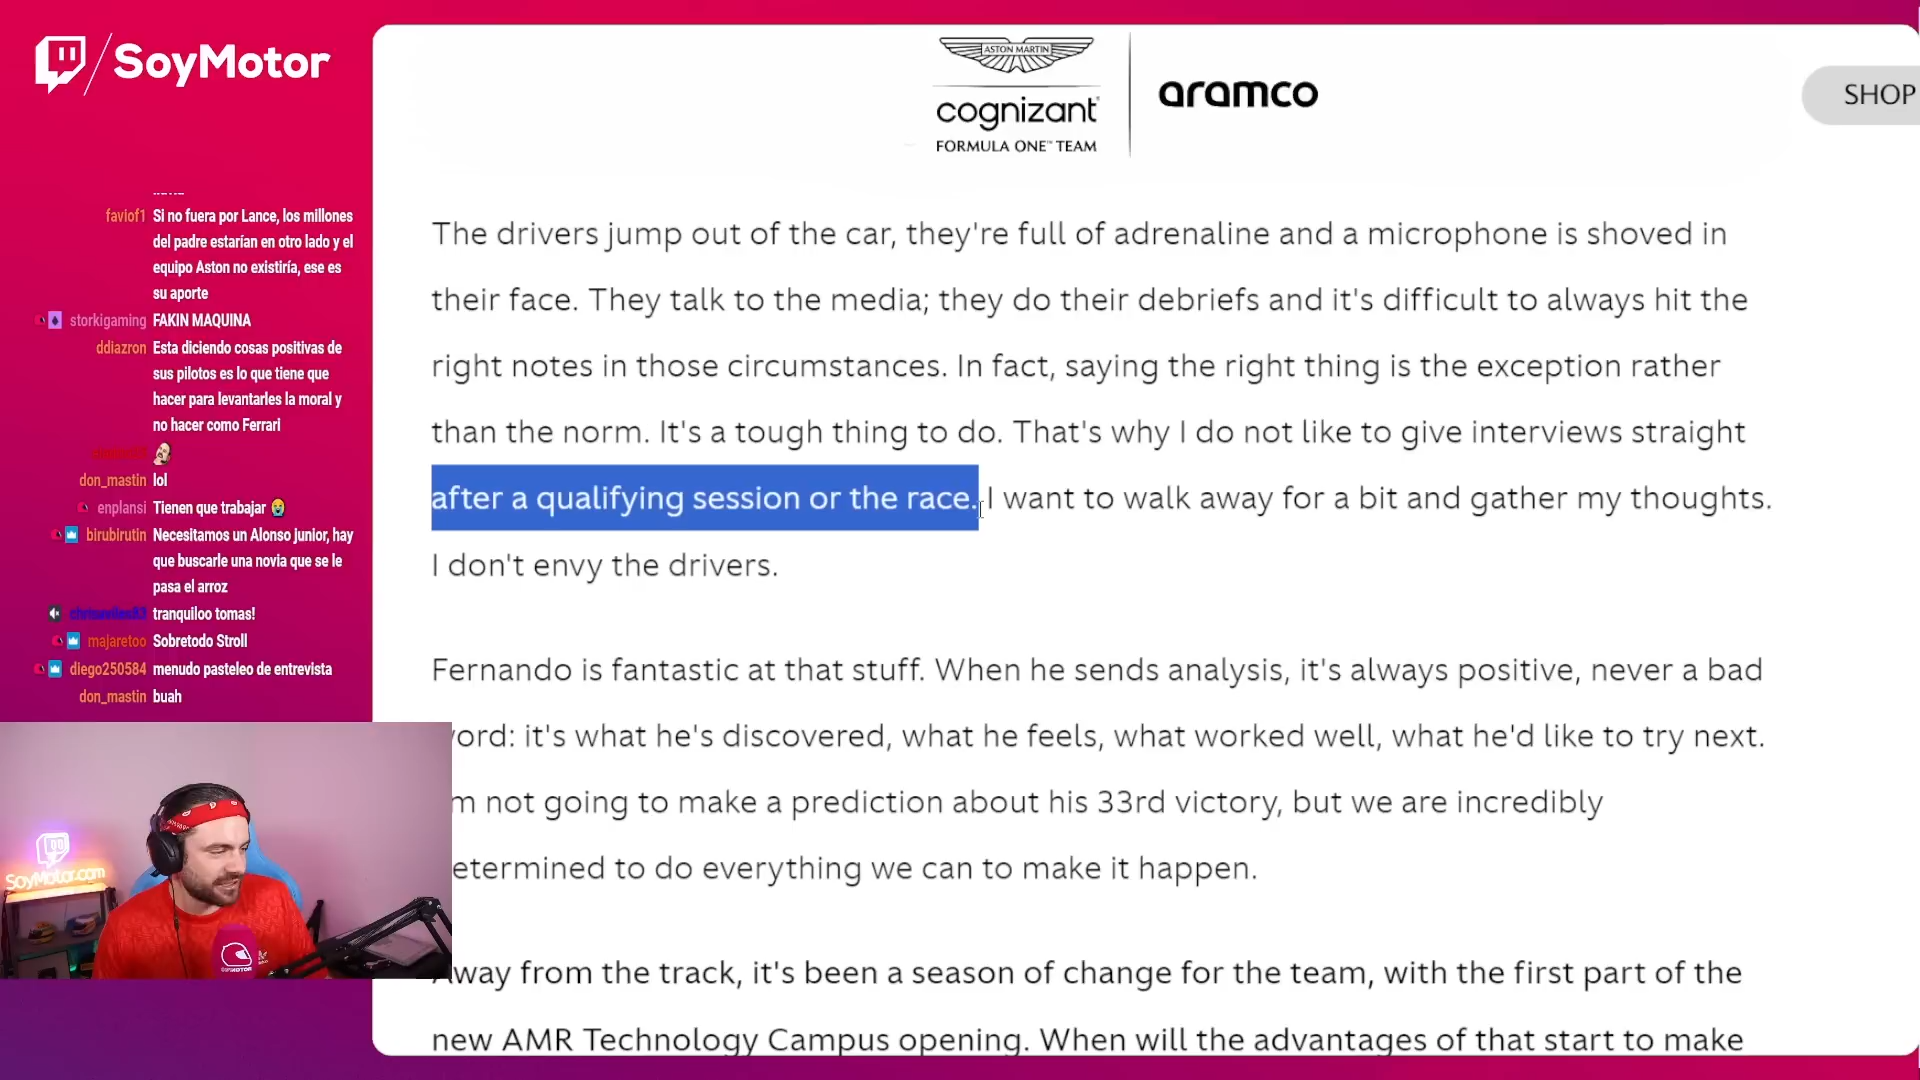 SoyMotor
faviof1 Si no fuera por Lance, los millones
del padre estarían en otro lado y el
equipo Aston no existiría, ese es
su aporte
storkigaming FAKIN MAQUINA
ddiazron Esta diciendo cosas positivas de
sus pilotos es lo que tiene que
hacer para levantarles la moral y
no hacer como Ferrari
don_mastin lol
enplansi Tienen que trabajar 😭
birubirutin Necesitamos un Alonso junior, hay
que buscarle una novia que se le
pasa el arroz
tranquiloo tomas!
majaretoo Sobretodo Stroll
diego250584 menudo pasteleo de entrevista
don_mastin buah
SoyMotor.com
ASTON MARTIN
cognizant
FORMULA ONE™ TEAM
aramco
SHOP
The drivers jump out of the car, they're full of adrenaline and a microphone is shoved in
their face. They talk to the media; they do their debriefs and it's difficult to always hit the
right notes in those circumstances. In fact, saying the right thing is the exception rather
than the norm. It's a tough thing to do. That's why I do not like to give interviews straight
after a qualifying session or the race. I want to walk away for a bit and gather my thoughts.
I don't envy the drivers.
Fernando is fantastic at that stuff. When he sends analysis, it's always positive, never a bad
ord: it's what he's discovered, what he feels, what worked well, what he'd like to try next.
m not going to make a prediction about his 33rd victory, but we are incredibly
etermined to do everything we can to make it happen.
Away from the track, it's been a season of change for the team, with the first part of the
new AMR Technology Campus opening. When will the advantages of that start to make